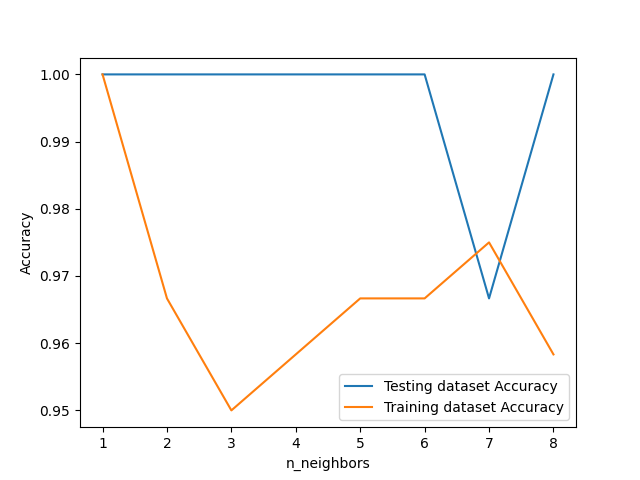 1.00
0.99
0.98
0.97
0.96
0.95
Accuracy
1 2 3 4 5 6 7 8
n_neighbors
Testing dataset Accuracy
Training dataset Accuracy